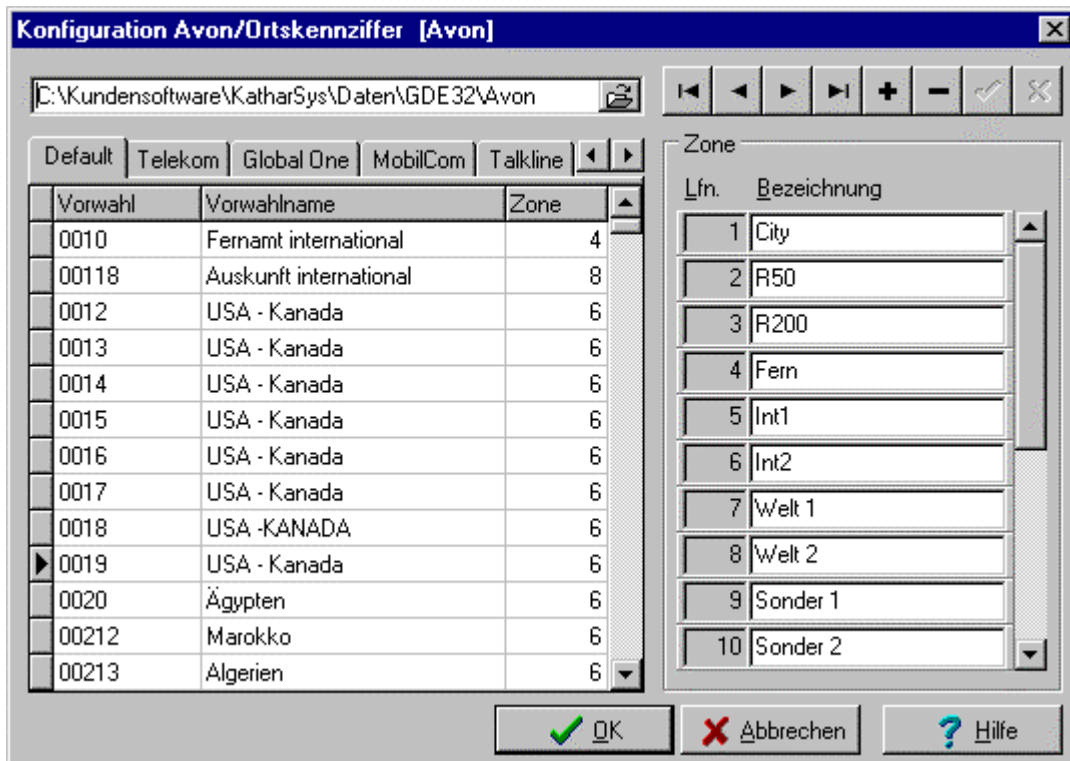 Konfiguration Avon/Ortskennziffer [Avon]
C:\Kundensoftware\KatharSys\Daten\GDE32\Avon
Default Telekom Global One MobilCom Talkline
Vorwahl Vorwahlname Zone
0010 Fernamt international 4
00118 Auskunft international 8
0012 USA - Kanada 6
0013 USA - Kanada 6
0014 USA - Kanada 6
0015 USA - Kanada 6
0016 USA - Kanada 6
0017 USA - Kanada 6
0018 USA -KANADA 6
0019 USA - Kanada 6
0020 Ägypten 6
00212 Marokko 6
00213 Algerien 6
Zone
Lfn. Bezeichnung
1 City
2 R50
3 R200
4 Fern
5 Int1
6 Int2
7 Welt 1
8 Welt 2
9 Sonder 1
10 Sonder 2
OK Abbrechen ? Hilfe